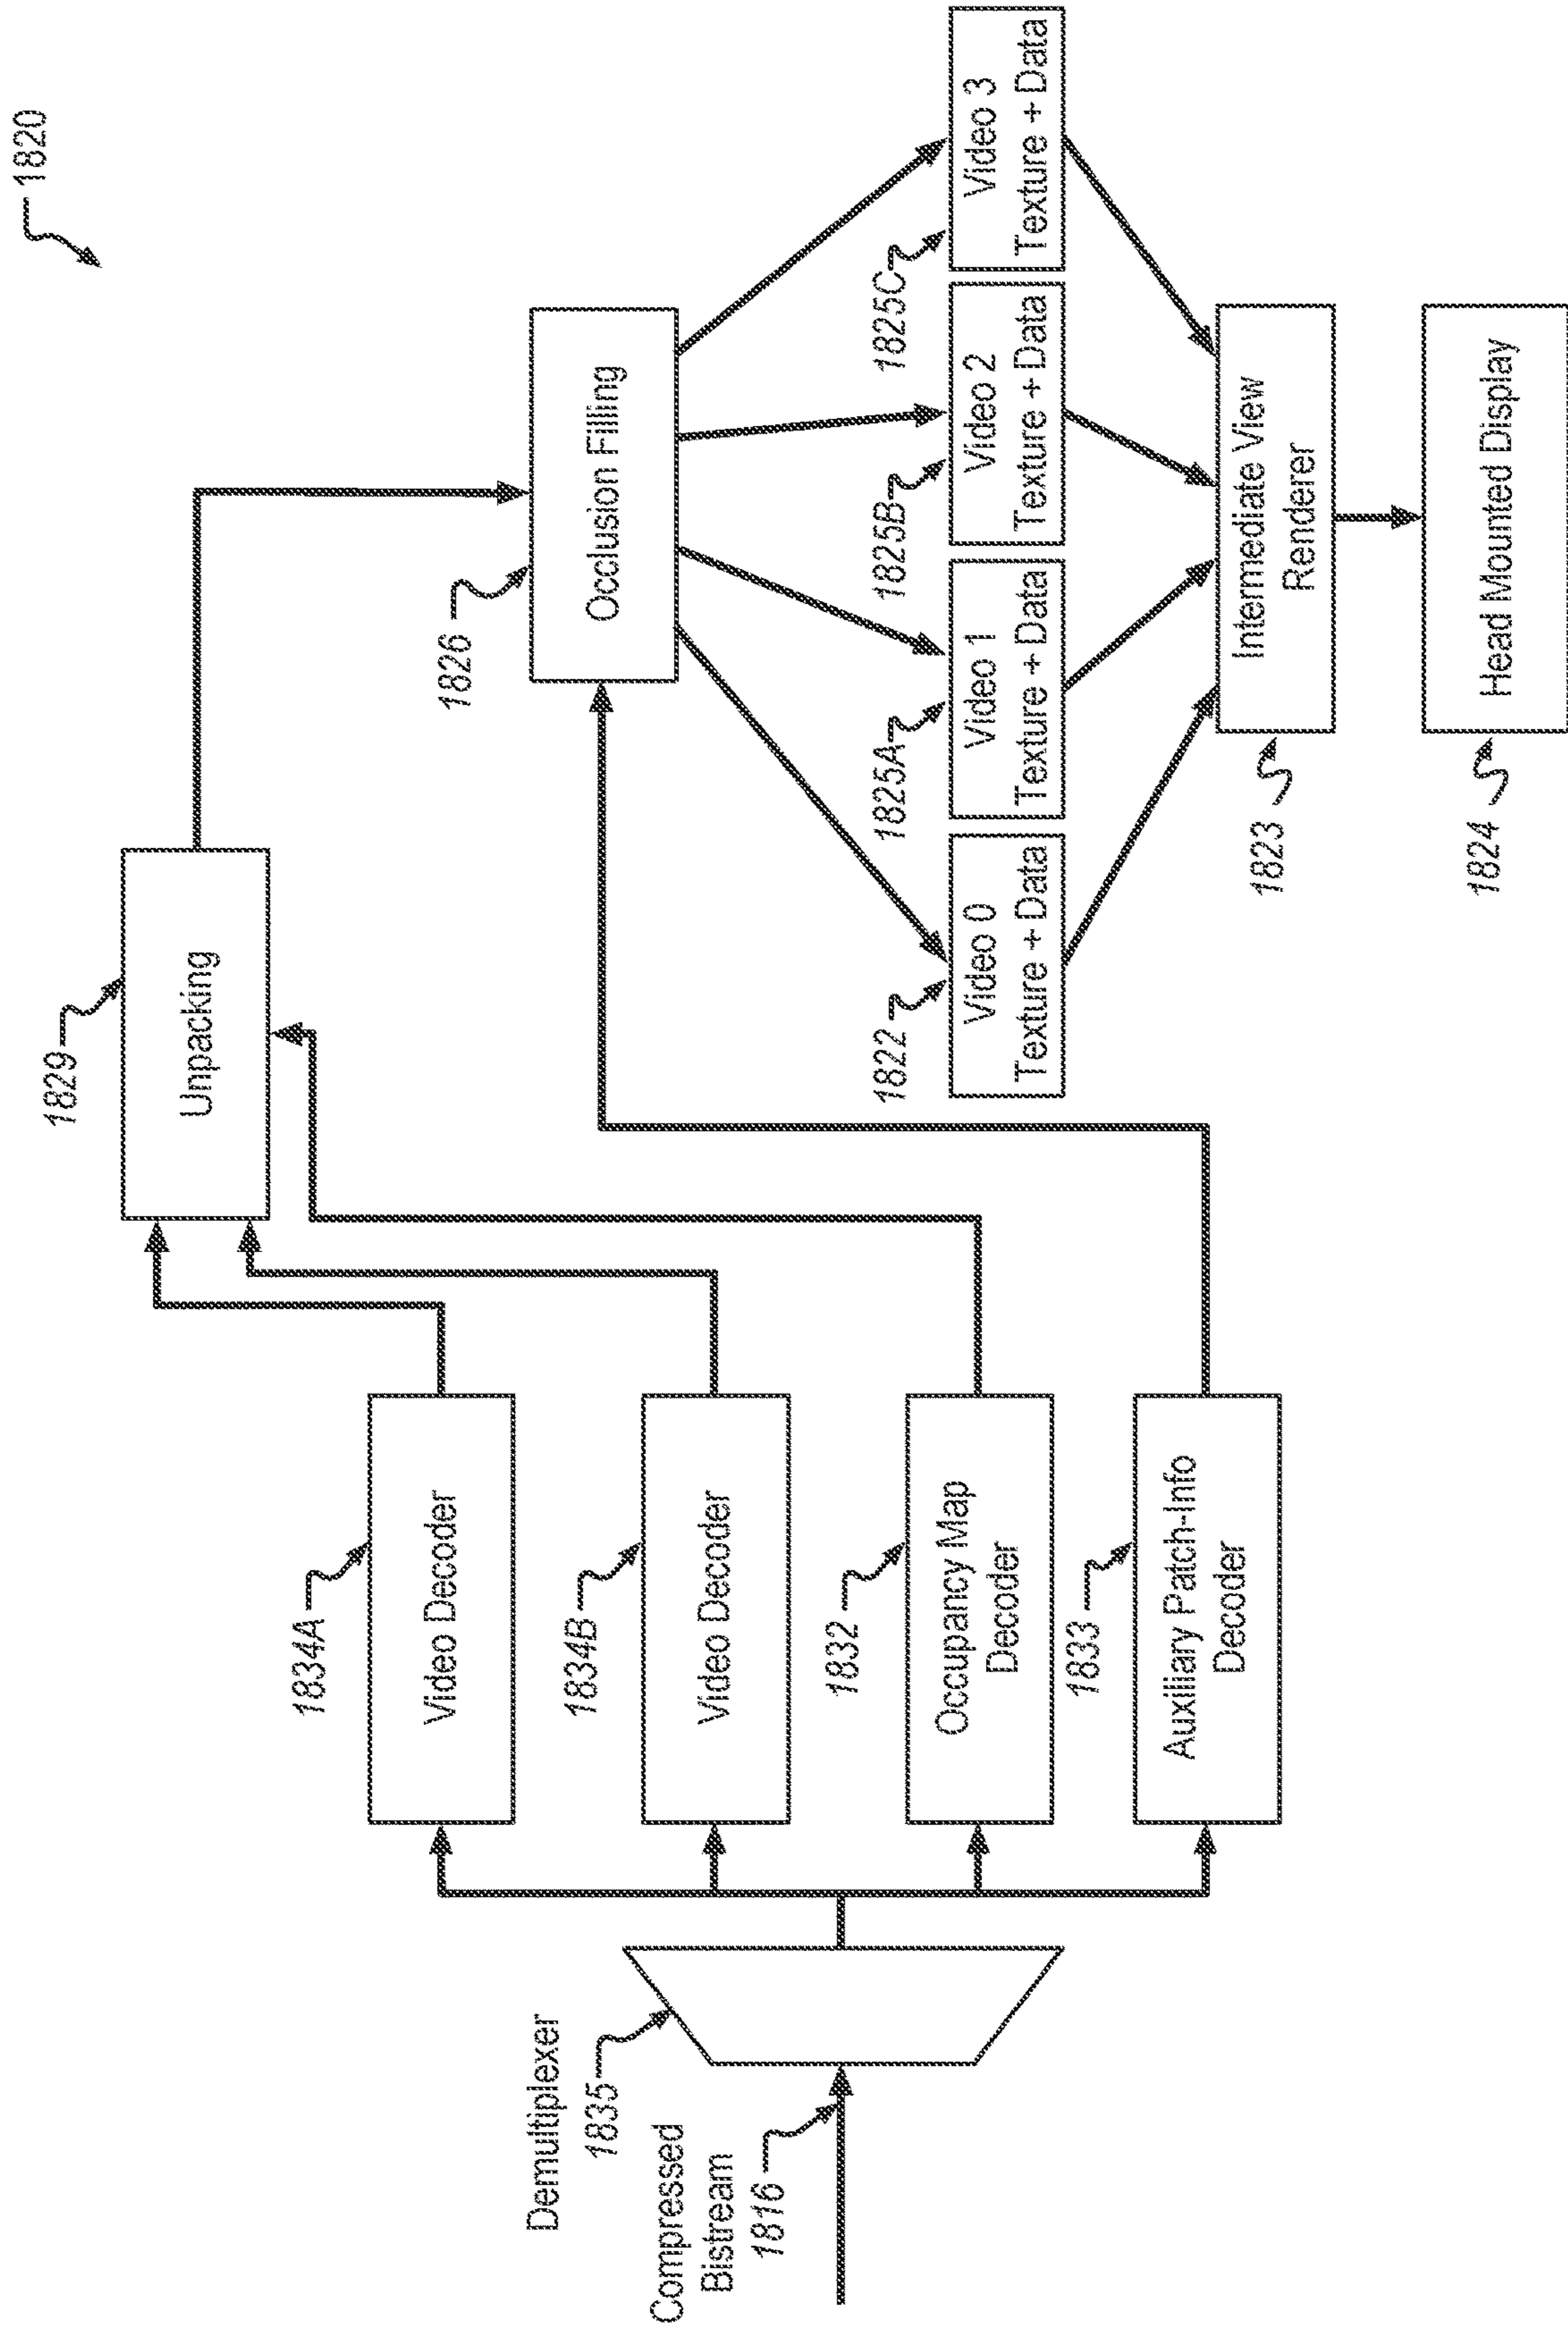 1820
1829
Unpacking
1834A
Video Decoder
1834B
Video Decoder
1832
Occupancy Map
Decoder
1833
Auxiliary Patch-Info
Decoder
Demultiplexer
1835
Compressed
Bistream
1816
1826
Occlusion Filling
1822
Video 0
Texture + Data
1825A
Video 1
Texture + Data
1825B
Video 2
Texture + Data
1825C
Video 3
Texture + Data
1823
Intermediate View
Renderer
1824
Head Mounted Display